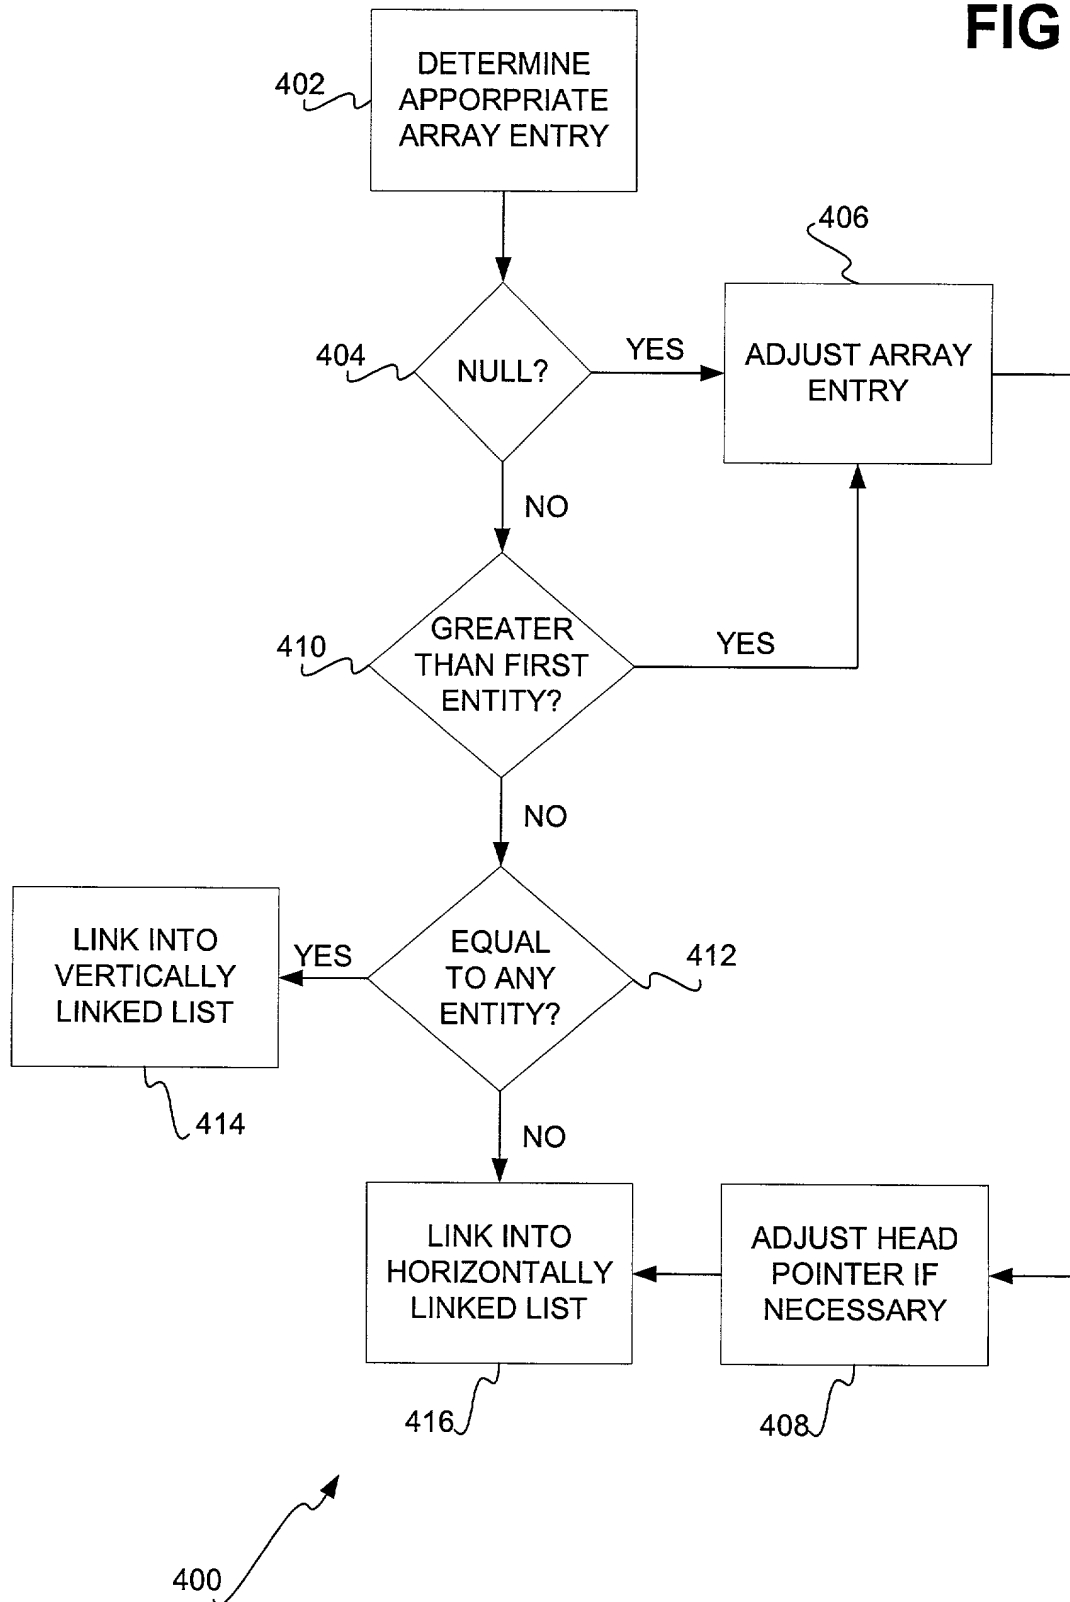 FIG
402
DETERMINE
APPORPRIATE
ARRAY ENTRY
406
404
NULL?
YES
ADJUST ARRAY
ENTRY
NO
410
GREATER
THAN FIRST
ENTITY?
YES
NO
LINK INTO
VERTICALLY
LINKED LIST
YES
EQUAL
TO ANY
ENTITY?
412
414
NO
LINK INTO
HORIZONTALLY
LINKED LIST
ADJUST HEAD
POINTER IF
NECESSARY
416
408
400